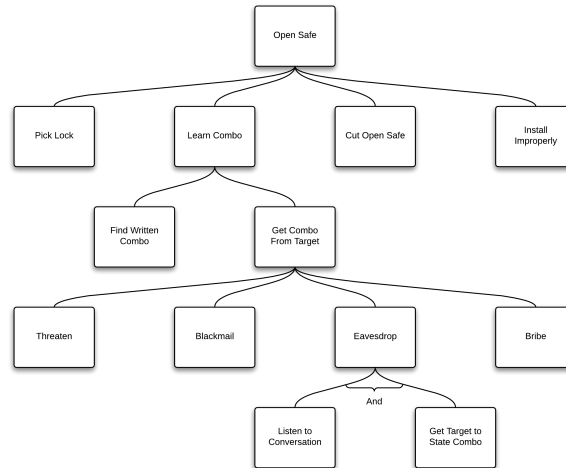 Open Safe
Pick Lock
Learn Combo
Cut Open Safe
Install
Improperly
Find Written
Combo
Get Combo
From Target
Threaten
Blackmail
Eavesdrop
Bribe
And
Listen to
Conversation
Get Target to
State Combo